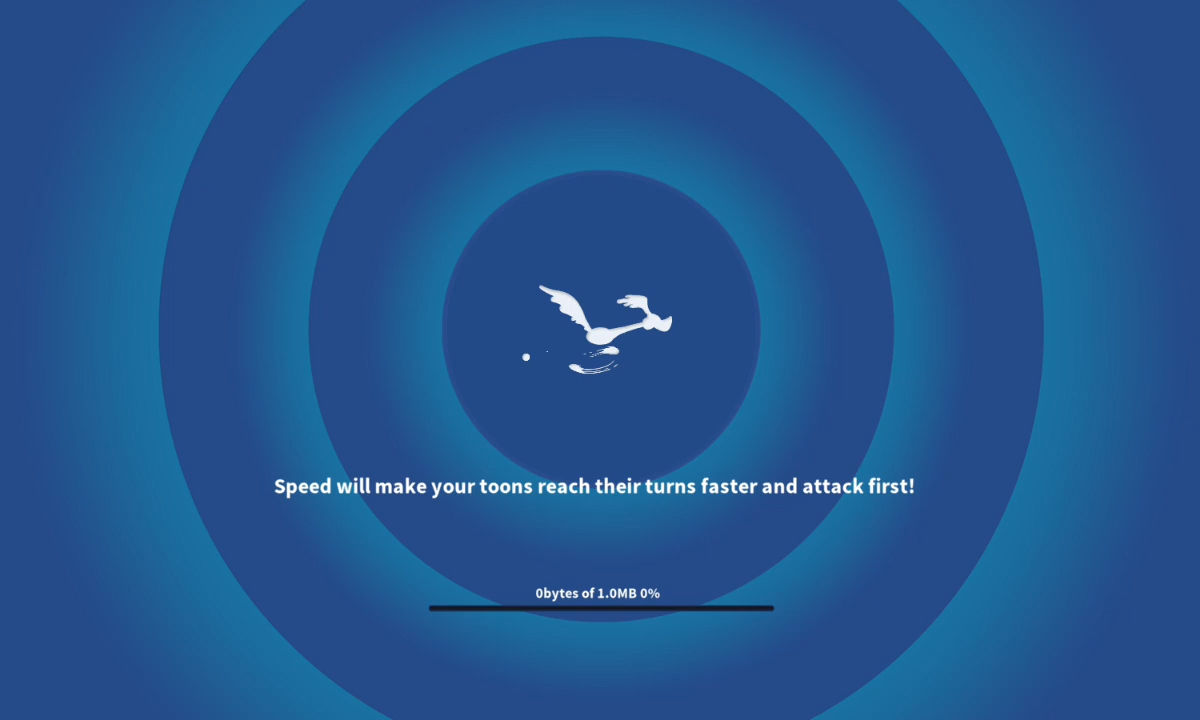 Speed will make your toons reach their turns faster and attack first!
0bytes of 1.0MB 0%